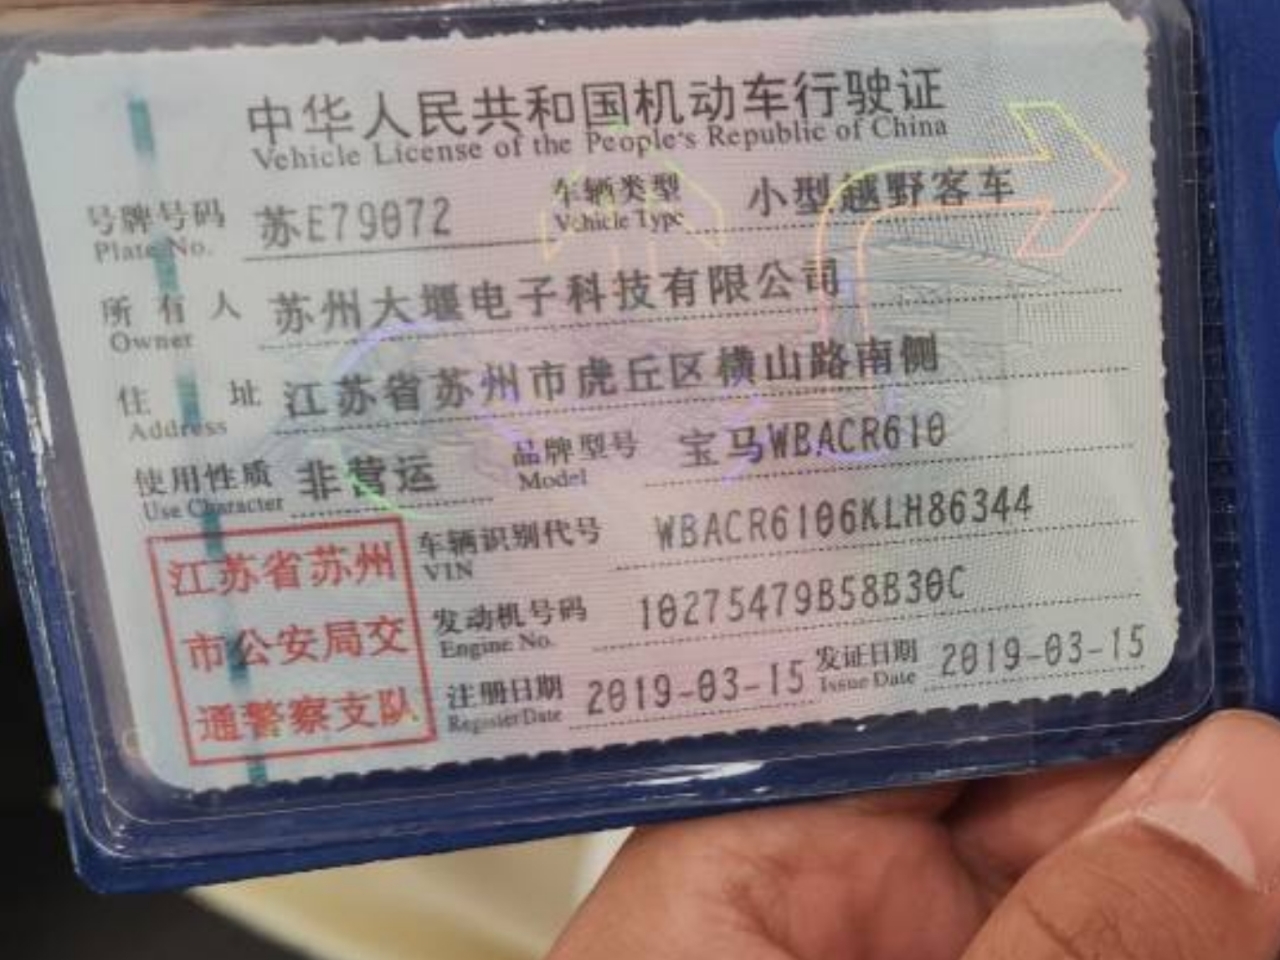 中华人民共和国机动车行驶证
Vehicle License of the People's Republic of China
号牌号码 苏E79072 车辆类型 小型越野客车
Plate No. Vehicle Type
所有人 苏州大堰电子科技有限公司
Owner
住址 江苏省苏州市虎丘区横山路南侧
Address
使用性质 非营运 品牌型号 宝马WBACR610
Use Character Model
江苏省苏州
市公安局交
通警察支队
车辆识别代号 WBACR6106KLH86344
VIN
发动机号码 10275479B58B30C
Engine No.
注册日期 2019-03-15 发证日期 2019-03-15
Register Date Issue Date